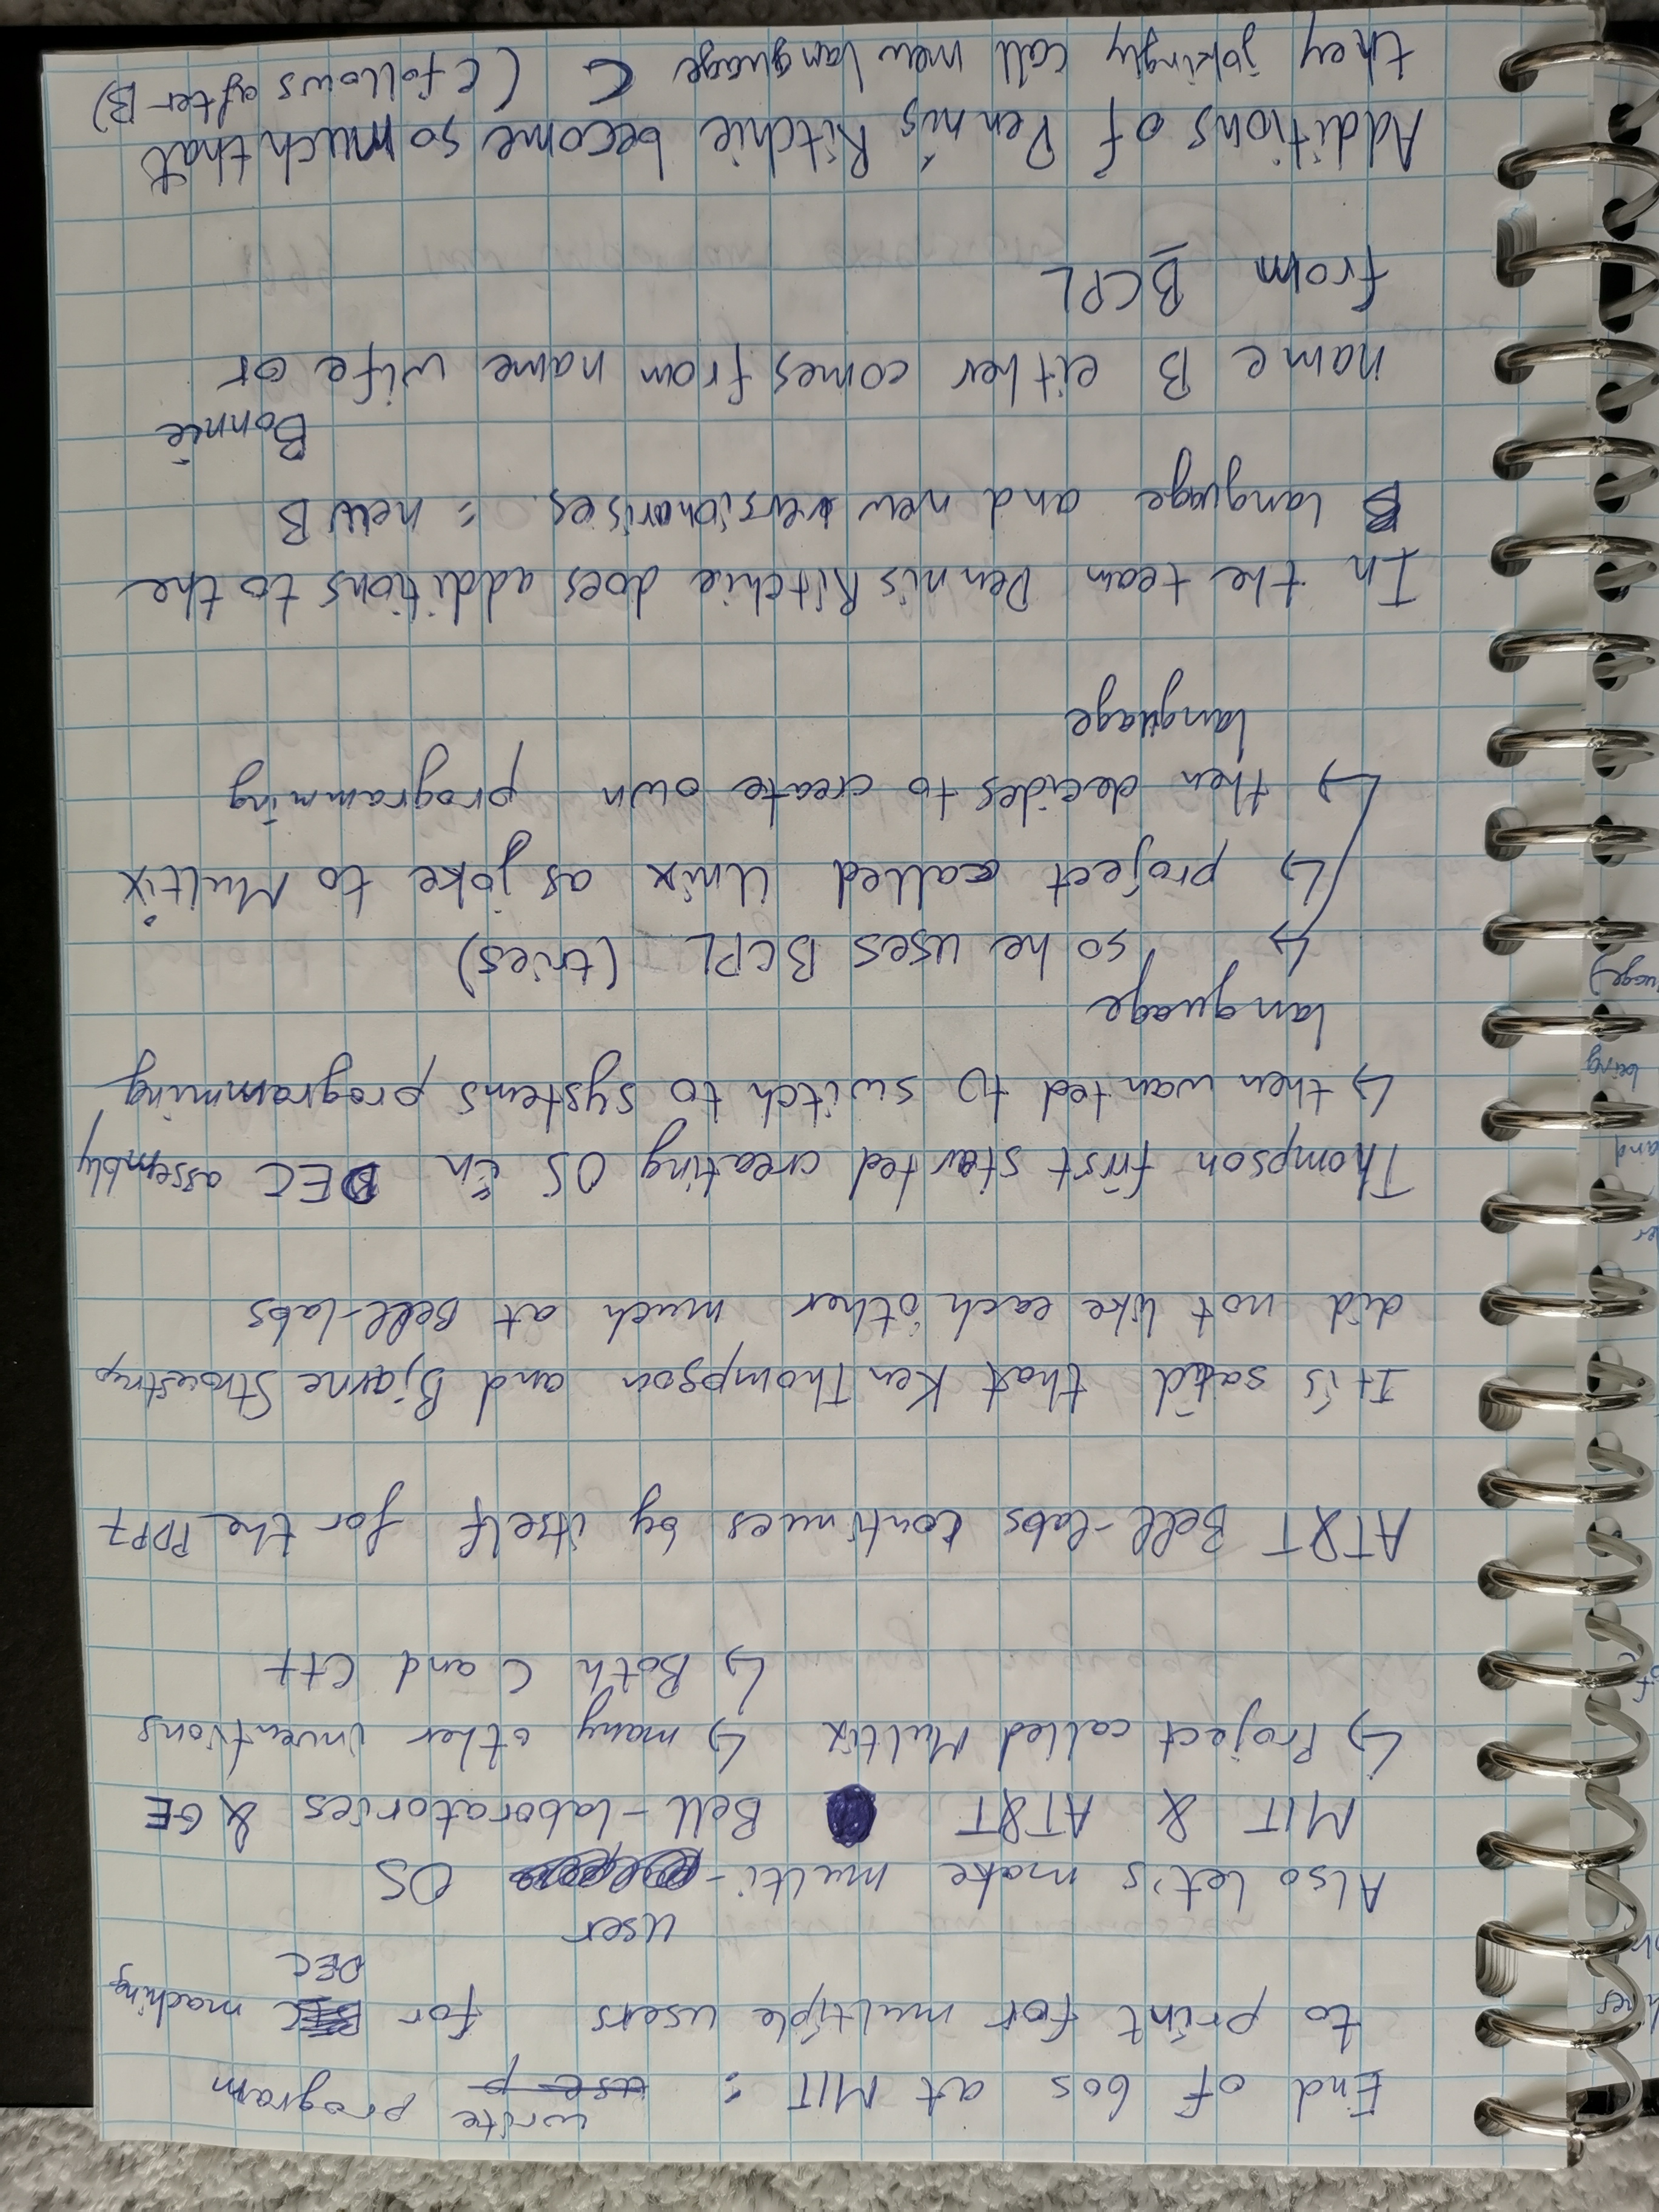 End of 60s at MIT : write program
to print for multiple users for DEC machines
Also let's make multi-user OS
MIT & AT&T Bell-laboratories & GE
↳ Project called Multix ↳ many other inventions
↳ Both C and C++
AT&T Bell-labs continues by itself for the PDP7
It is said that Ken Thompson and Bjarne Stroustrup
did not like each other much at Bell-labs
Thompson first started creating OS in DEC assembly
↳ then wanted to switch to systems programming
language
↳ so he uses BCPL (tries)
↳ project called Unix as joke to Multix
↳ then decides to create own programming
language
In the team Dennis Ritchie does additions to the
B language and new version arises = new B
Bonnie
name B either comes from name wife or
from BCPL
Additions of Dennis Ritchie become so much that
they jokingly call new language C (C follows after B)
hes
of
er
and
being
uage)